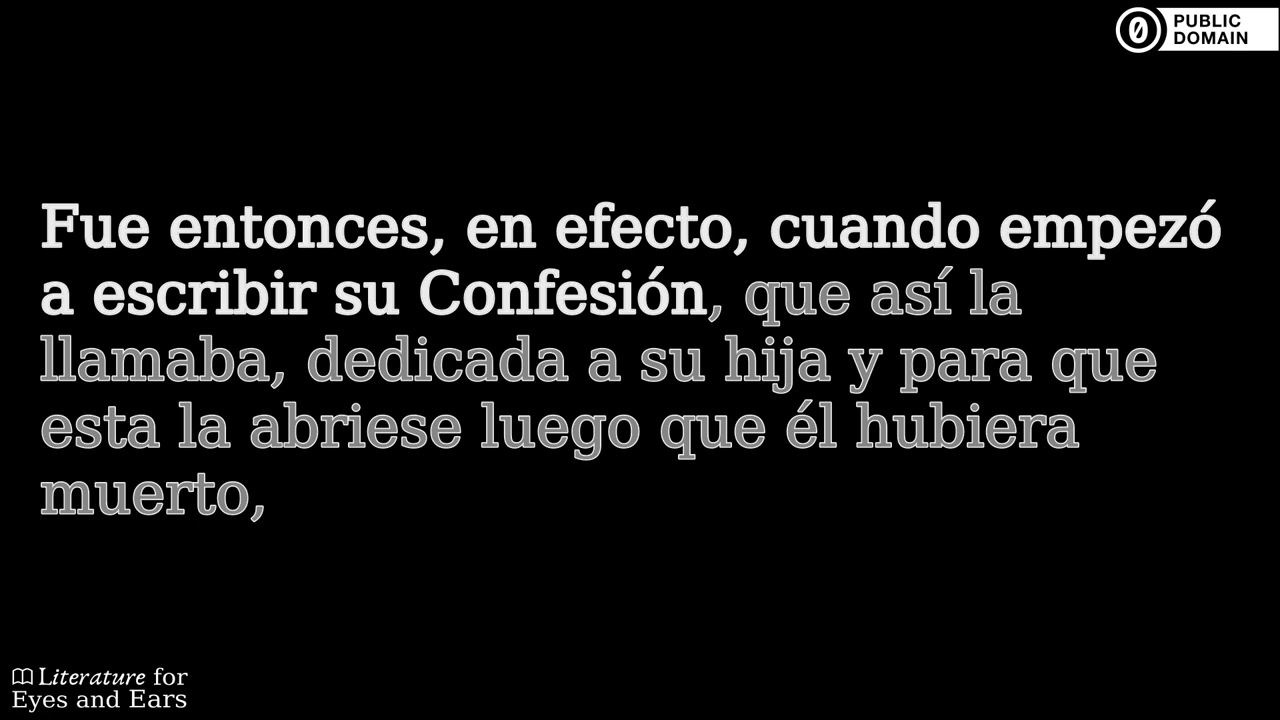 PUBLIC
DOMAIN
Fue entonces, en efecto, cuando empezó
a escribir su Confesión, que así la
llamaba, dedicada a su hija y para que
esta la abriese luego que él hubiera
muerto,
Literature for
Eyes and Ears